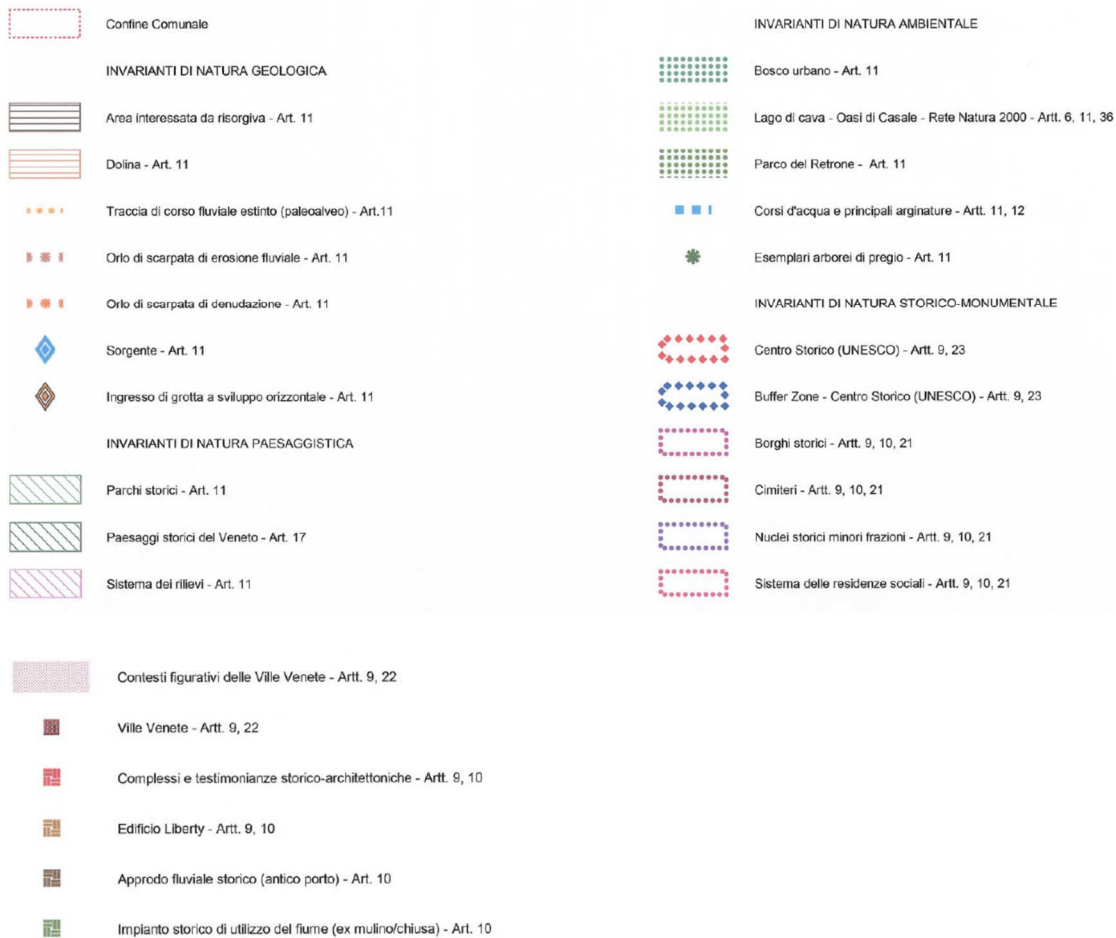 Confine Comunale
INVARIANTI DI NATURA GEOLOGICA
Area interessata da risorgiva - Art. 11
Dolina - Art. 11
Traccia di corso fluviale estinto (paleoalveo) - Art.11
Orlo di scarpata di erosione fluviale - Art. 11
Orlo di scarpata di denudazione - Art. 11
Sorgente - Art. 11
Ingresso di grotta a sviluppo orizzontale - Art. 11
INVARIANTI DI NATURA PAESAGGISTICA
Parchi storici - Art. 11
Paesaggi storici del Veneto - Art. 17
Sistema dei rilievi - Art. 11
INVARIANTI DI NATURA AMBIENTALE
Bosco urbano - Art. 11
Lago di cava - Oasi di Casale - Rete Natura 2000 - Artt. 6, 11, 36
Parco del Retrone - Art. 11
Corsi d'acqua e principali arginature - Artt. 11, 12
Esemplari arborei di pregio - Art. 11
INVARIANTI DI NATURA STORICO-MONUMENTALE
Centro Storico (UNESCO) - Artt. 9, 23
Buffer Zone - Centro Storico (UNESCO) - Artt. 9, 23
Borghi storici - Artt. 9, 10, 21
Cimiteri - Artt. 9, 10, 21
Nuclei storici minori frazioni - Artt. 9, 10, 21
Sistema delle residenze sociali - Artt. 9, 10, 21
Contesti figurativi delle Ville Venete - Artt. 9, 22
Ville Venete - Artt. 9, 22
Complessi e testimonianze storico-architettoniche - Artt. 9, 10
Edificio Liberty - Artt. 9, 10
Approdo fluviale storico (antico porto) - Art. 10
Impianto storico di utilizzo del fiume (ex mulino/chiusa) - Art. 10